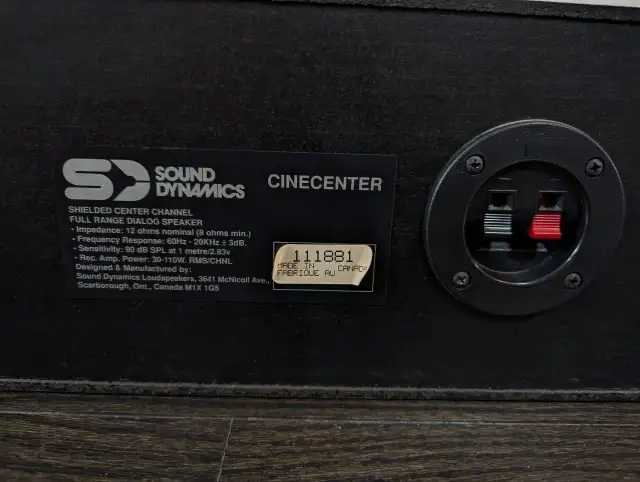 SD SOUND
DYNAMICS
CINECENTER
SHIELDED CENTER CHANNEL
FULL RANGE DIALOG SPEAKER
• Impedance: 12 ohms nominal (8 ohms min.)
• Frequency Response: 60Hz - 20KHz ± 3dB.
• Sensitivity: 90 dB SPL at 1 metre/2.83v
• Rec. Amp. Power: 30-110W. RMS/CHNL
Designed & Manufactured by:
Sound Dynamics Loudspeakers, 3641 McNicoll Ave.,
Scarborough, Ont., Canada M1X 1G5
111881
MADE IN CANADA
FABRIQUE AU